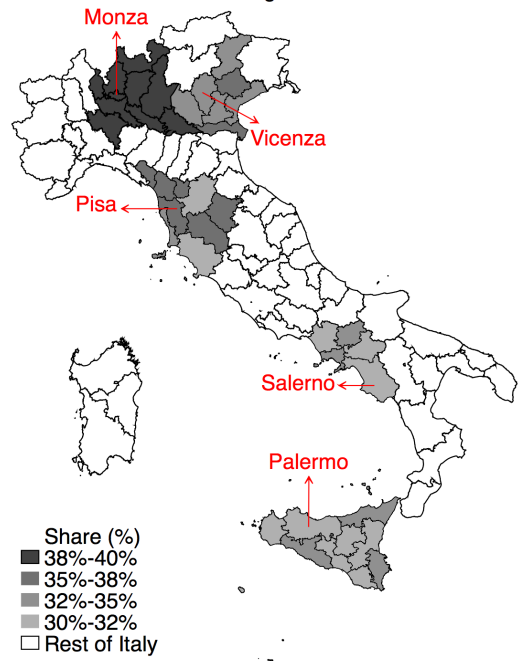 Monza
Vicenza
Pisa
Salerno
Palermo
Share (%)
38%-40%
35%-38%
32%-35%
30%-32%
Rest of Italy